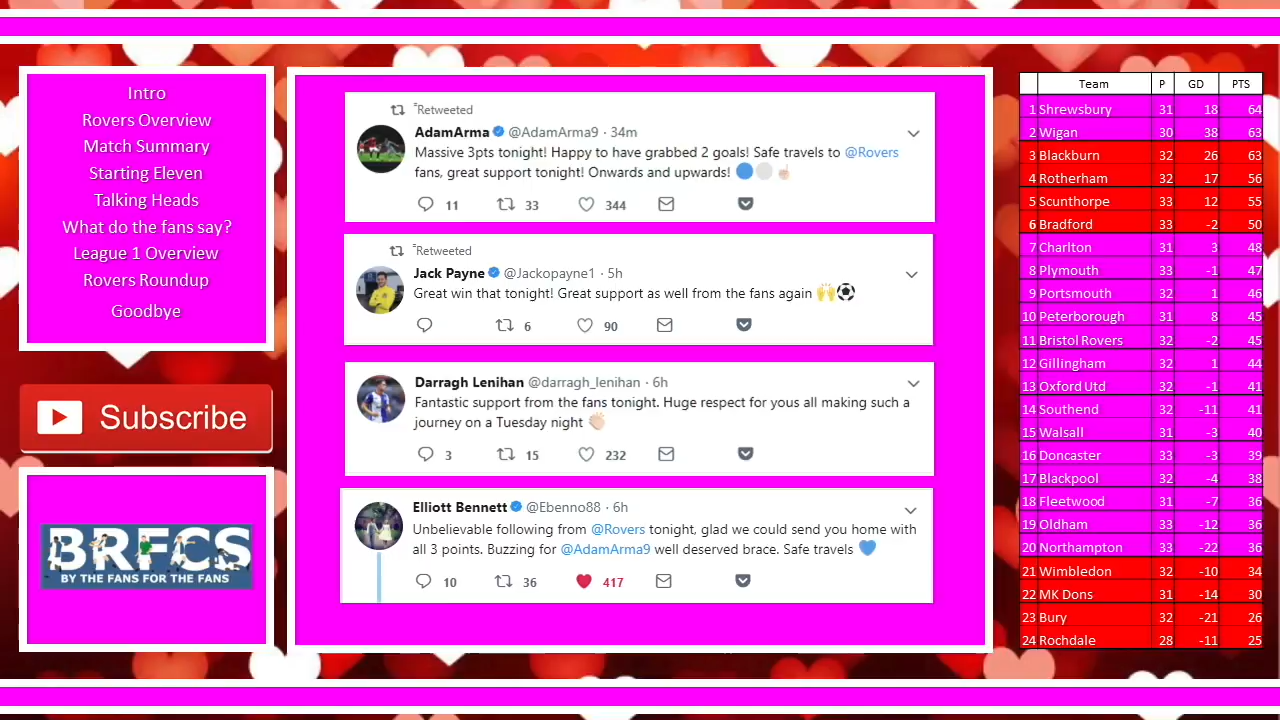 Intro
Rovers Overview
Match Summary
Starting Eleven
Talking Heads
What do the fans say?
League 1 Overview
Rovers Roundup
Goodbye
Subscribe
BRFCS
BY THE FANS FOR THE FANS
Retweeted
AdamArma @AdamArma9 · 34m
Massive 3pts tonight! Happy to have grabbed 2 goals! Safe travels to @Rovers
fans, great support tonight! Onwards and upwards! 🔵⚪☝🏻
11 33 344
Retweeted
Jack Payne @Jackopayne1 · 5h
Great win that tonight! Great support as well from the fans again 🙌⚽
6 90
Darragh Lenihan @darragh_lenihan · 6h
Fantastic support from the fans tonight. Huge respect for yous all making such a
journey on a Tuesday night 👏🏻
3 15 232
Elliott Bennett @Ebenno88 · 6h
Unbelievable following from @Rovers tonight, glad we could send you home with
all 3 points. Buzzing for @AdamArma9 well deserved brace. Safe travels 💙
10 36 417
Team P GD PTS
1 Shrewsbury 31 18 64
2 Wigan 30 38 63
3 Blackburn 32 26 63
4 Rotherham 32 17 56
5 Scunthorpe 33 12 55
6 Bradford 33 -2 50
7 Charlton 31 3 48
8 Plymouth 33 -1 47
9 Portsmouth 32 1 46
10 Peterborough 31 8 45
11 Bristol Rovers 32 -2 45
12 Gillingham 32 1 44
13 Oxford Utd 32 -1 41
14 Southend 32 -11 41
15 Walsall 31 -3 40
16 Doncaster 33 -3 39
17 Blackpool 32 -4 38
18 Fleetwood 31 -7 36
19 Oldham 33 -12 36
20 Northampton 33 -22 36
21 Wimbledon 32 -10 34
22 MK Dons 31 -14 30
23 Bury 32 -21 26
24 Rochdale 28 -11 25